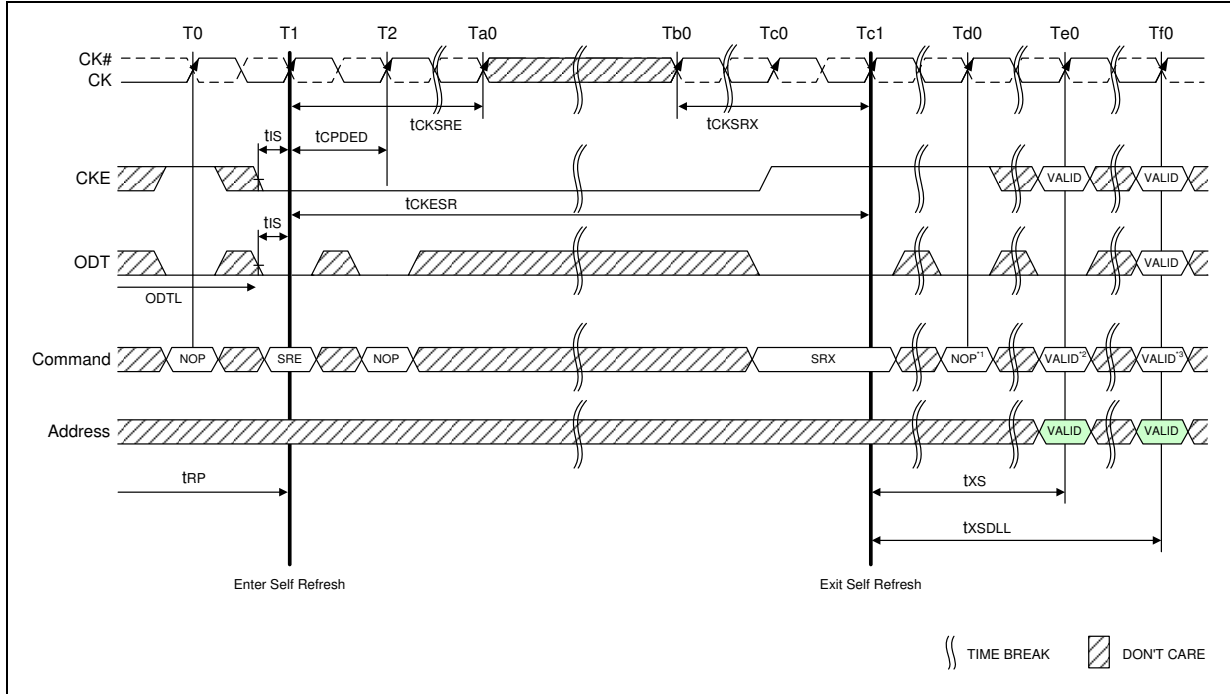 T0 T1 T2 Ta0 Tb0 Tc0 Tc1 Td0 Te0 Tf0
CK#
CK
tCKSRE tCKSRX
tIS tCPDED
CKE VALID VALID
tCKESR
tIS
ODT VALID
ODTL
Command NOP SRE NOP SRX NOP*1 VALID*2 VALID*3
Address VALID VALID
tRP tXS
tXSDLL
Enter Self Refresh Exit Self Refresh
TIME BREAK DON'T CARE